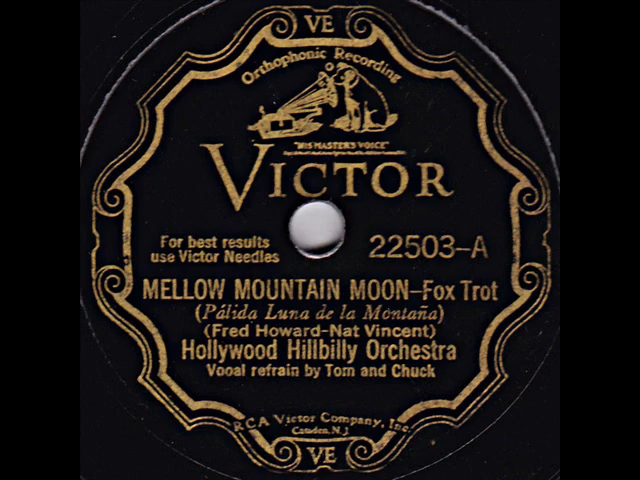 VE
Orthophonic Recording
"HIS MASTER'S VOICE"
VICTOR
For best results
use Victor Needles
22503-A
MELLOW MOUNTAIN MOON-Fox Trot
(Pálida Luna de la Montaña)
(Fred Howard-Nat Vincent)
Hollywood Hillbilly Orchestra
Vocal refrain by Tom and Chuck
RCA Victor Company, Inc.
Camden, N.J.
VE